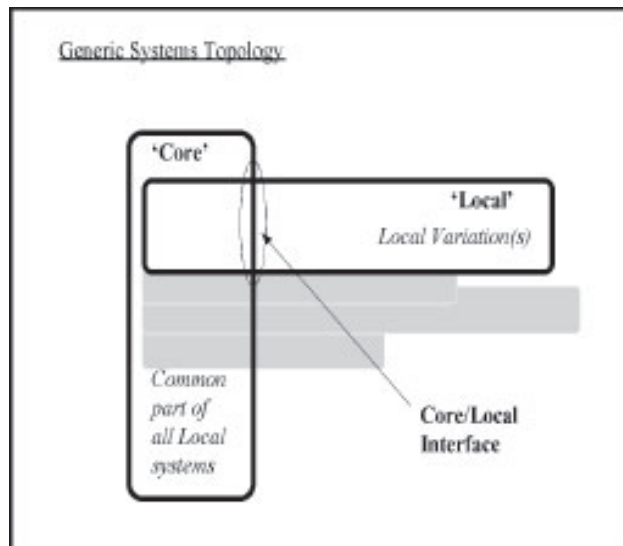 Generic Systems Topology
‘Core’
‘Local’
Local Variation(s)
Common
part of
all Local
systems
Core/Local
Interface